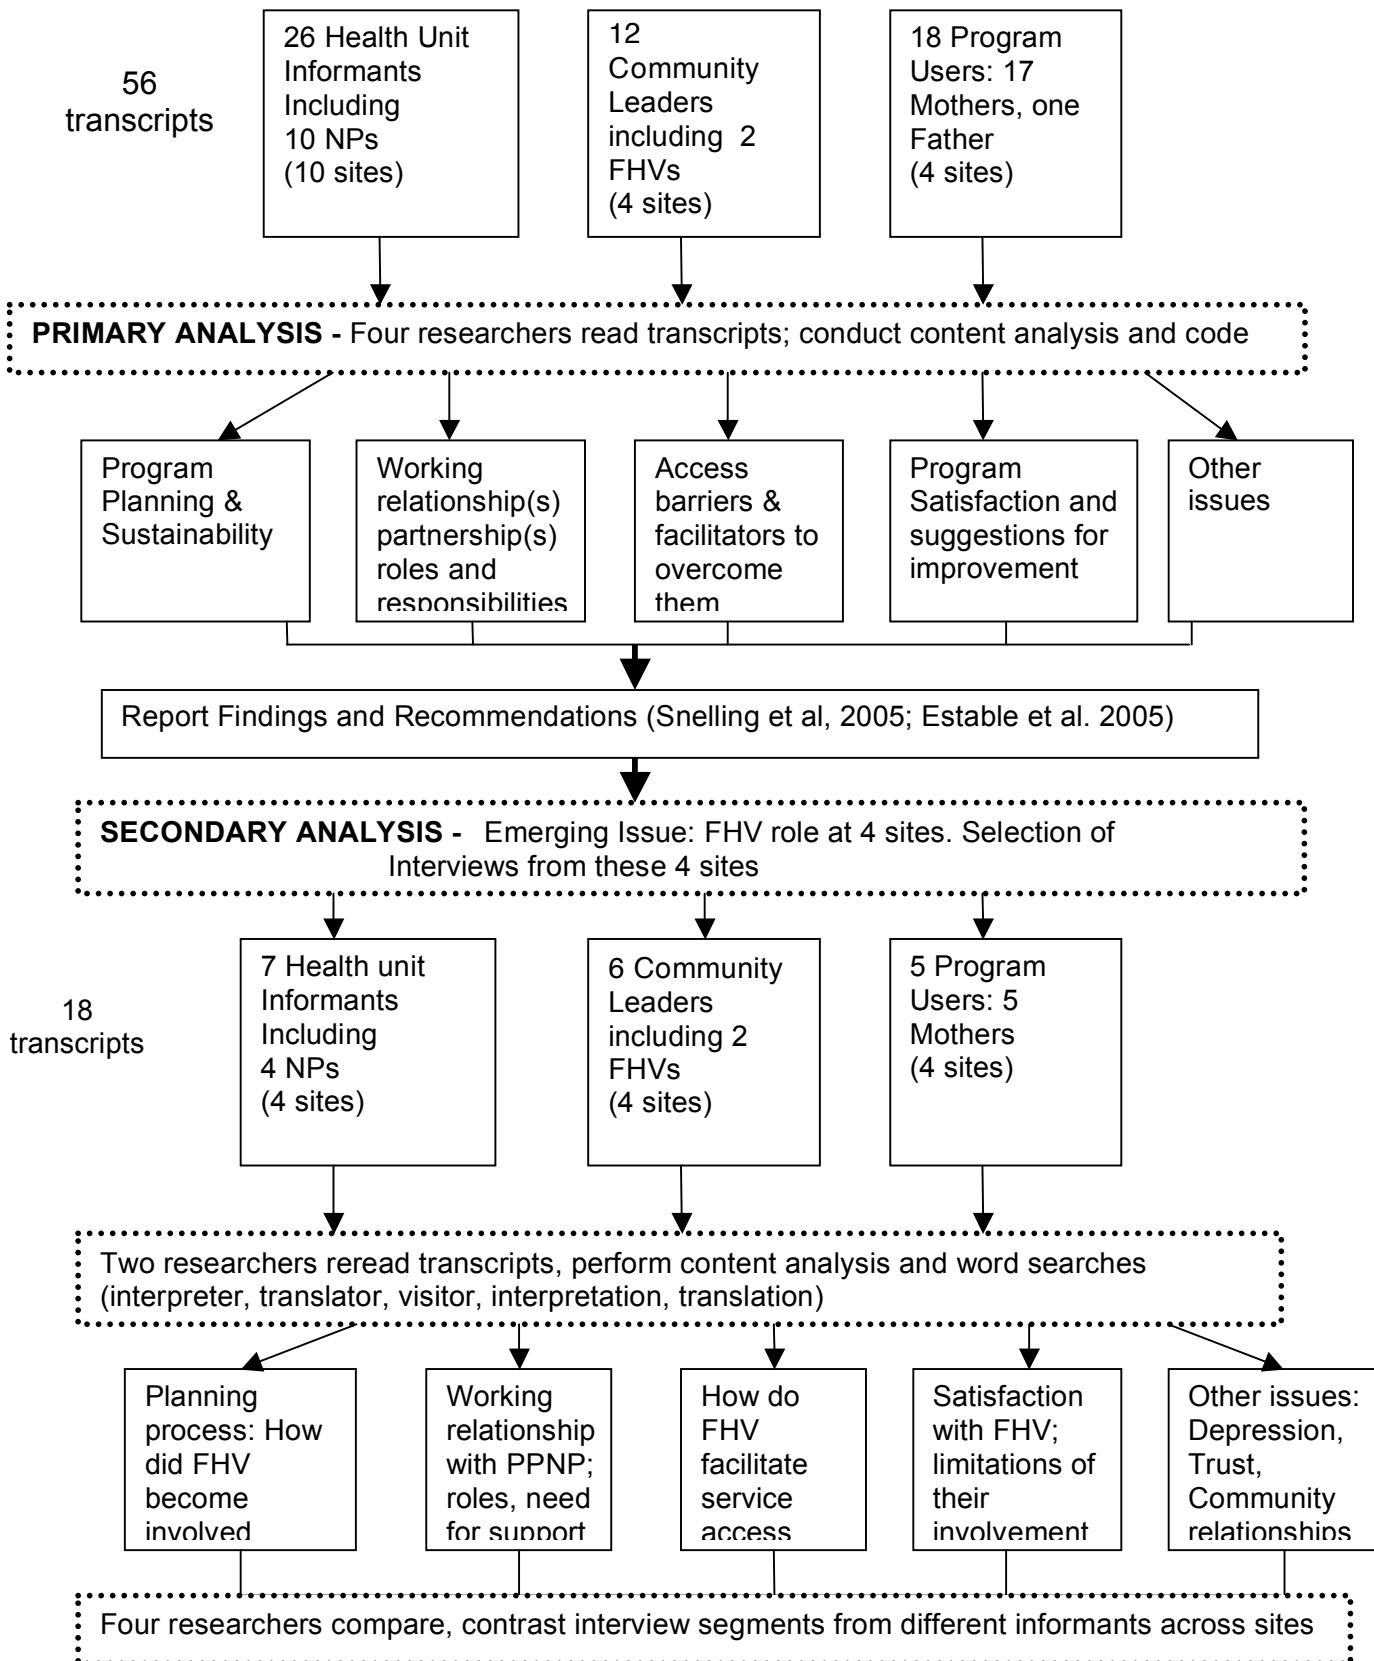 56
transcripts
26 Health Unit
Informants
Including
10 NPs
(10 sites)
12
Community
Leaders
including  2
FHVs
(4 sites)
18 Program
Users: 17
Mothers, one
Father
(4 sites)
PRIMARY ANALYSIS - Four researchers read transcripts; conduct content analysis and code
Program
Planning &
Sustainability
Working
relationship(s)
partnership(s)
roles and
responsibilities
Access
barriers &
facilitators to
overcome
them
Program
Satisfaction and
suggestions for
improvement
Other
issues
Report Findings and Recommendations (Snelling et al, 2005; Estable et al. 2005)
SECONDARY ANALYSIS -   Emerging Issue: FHV role at 4 sites. Selection of
Interviews from these 4 sites
18
transcripts
7 Health unit
Informants
Including
4 NPs
(4 sites)
6 Community
Leaders
including 2
FHVs
(4 sites)
5 Program
Users: 5
Mothers
(4 sites)
Two researchers reread transcripts, perform content analysis and word searches
(interpreter, translator, visitor, interpretation, translation)
Planning
process: How
did FHV
become
involved
Working
relationship
with PPNP;
roles, need
for support
How do
FHV
facilitate
service
access
Satisfaction
with FHV;
limitations of
their
involvement
Other issues:
Depression,
Trust,
Community
relationships
Four researchers compare, contrast interview segments from different informants across sites